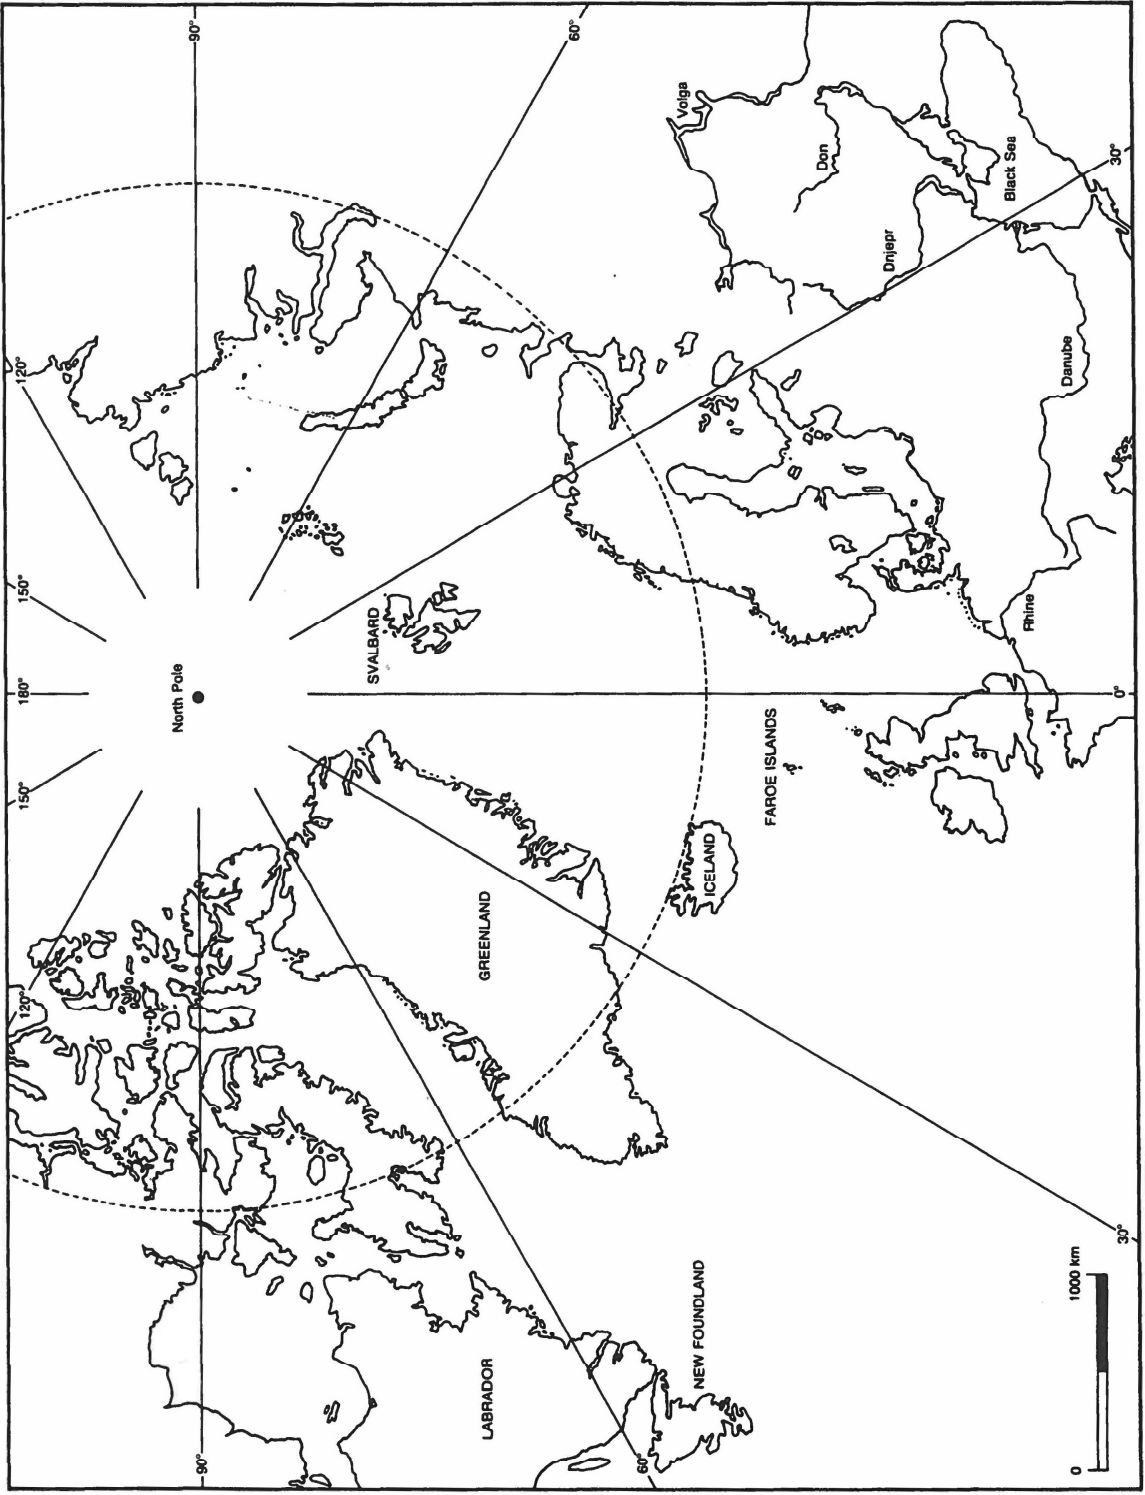 90°
60°
120°
Volga
Don
Black Sea
30°
Dnjepr
Danube
150°
SVALBARD
Rhine
180°
North Pole
0°
150°
FAROE ISLANDS
ICELAND
GREENLAND
120°
30°
NEW FOUNDLAND
LABRADOR
90°
60°
0
1000 km